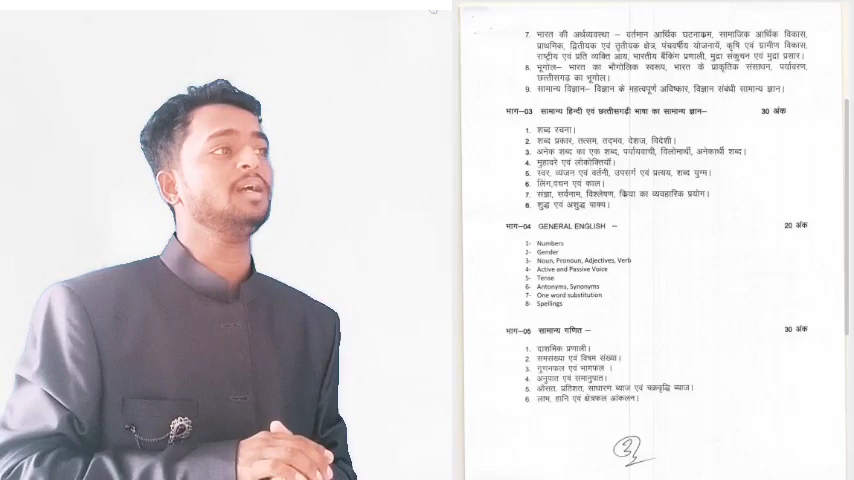 7. भारत की अर्थव्यवस्था – वर्तमान आर्थिक घटनाक्रम, सामाजिक आर्थिक विकास,
प्राथमिक, द्वितीयक एवं तृतीयक क्षेत्र, पंचवर्षीय योजनायें, कृषि एवं ग्रामीण विकास,
राष्ट्रीय एवं प्रति व्यक्ति आय, भारतीय बैंकिंग प्रणाली, मुद्रा संकुचन एवं मुद्रा प्रसार।
8. भूगोल– भारत का भौगोलिक स्वरूप, भारत के प्राकृतिक संसाधन, पर्यावरण,
छत्तीसगढ़ का भूगोल।
9. सामान्य विज्ञान– विज्ञान के महत्वपूर्ण अविष्कार, विज्ञान संबंधी सामान्य ज्ञान।
भाग–03 सामान्य हिन्दी एवं छत्तीसगढ़ी भाषा का सामान्य ज्ञान– 30 अंक
1. शब्द रचना।
2. शब्द प्रकार, तत्सम, तद्भव, देशज, विदेशी।
3. अनेक शब्द का एक शब्द, पर्यायवाची, विलोमार्थी, अनेकार्थी शब्द।
4. मुहावरे एवं लोकोक्तियाँ।
5. स्वर, व्यंजन एवं वर्तनी, उपसर्ग एवं प्रत्यय, शब्द युग्म।
6. लिंग,वचन एवं काल।
7. संज्ञा, सर्वनाम, विश्लेषण, क्रिया का व्यवहारिक प्रयोग।
8. शुद्ध एवं अशुद्ध वाक्य।
भाग–04 GENERAL ENGLISH – 20 अंक
1- Numbers
2- Gender
3- Noun, Pronoun, Adjectives, Verb
4- Active and Passive Voice
5- Tense
6- Antonyms, Synonyms
7- One word substitution
8- Spellings
भाग–05 सामान्य गणित – 30 अंक
1. दाशमिक प्रणाली।
2. समसंख्या एवं विषम संख्या।
3. गुणनफल एवं भागफल ।
4. अनुपात एवं समानुपात।
5. औसत, प्रतिशत, साधारण ब्याज एवं चक्रवृद्धि ब्याज।
6. लाभ, हानि एवं क्षेत्रफल आंकलन।